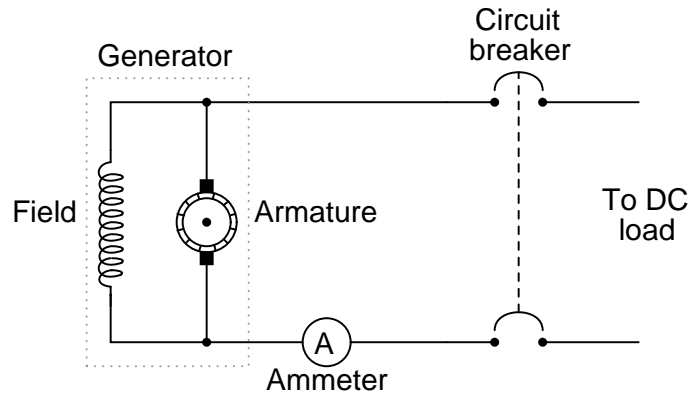 Circuit
breaker
Generator
Field
Armature
To DC
load
A
Ammeter